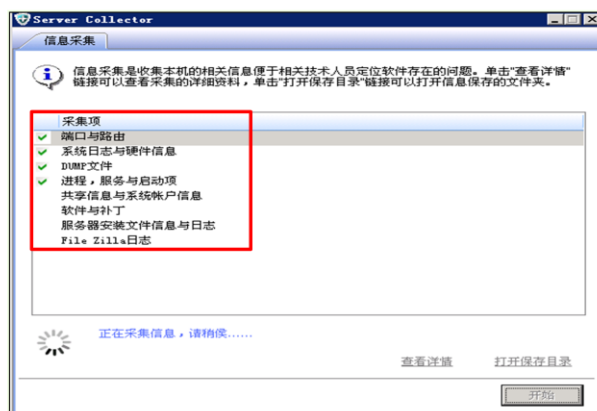 Server Collector
信息采集
信息采集是收集本机的相关信息便于相关技术人员定位软件存在的问题。单击"查看详情"
链接可以查看采集的详细资料，单击"打开保存目录"链接可以打开信息保存的文件夹。
采集项
端口与路由
系统日志与硬件信息
DUMP文件
进程，服务与启动项
共享信息与系统帐户信息
软件与补丁
服务器安装文件信息与日志
File Zilla日志
正在采集信息，请稍侯......
查看详情 打开保存目录
开始